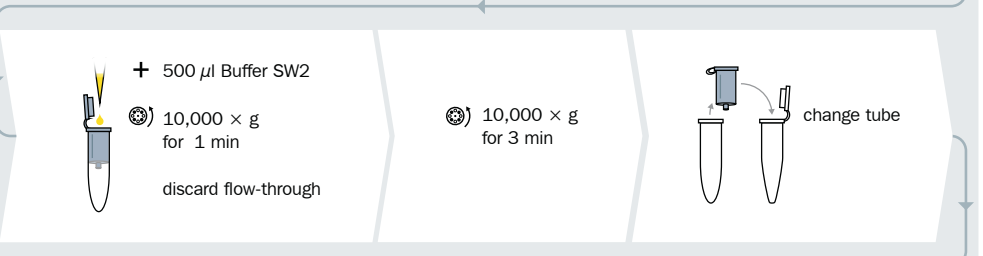 + 500 µl Buffer SW2
10,000 × g
for 1 min
discard flow-through
10,000 × g
for 3 min
change tube